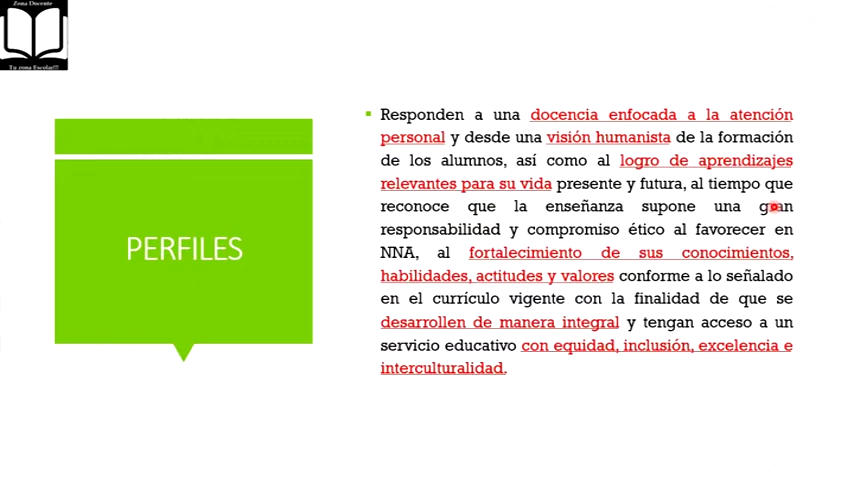 Zona Docente
Tu zona Escolar!!!
PERFILES
Responden a una docencia enfocada a la atención
personal y desde una visión humanista de la formación
de los alumnos, así como al logro de aprendizajes
relevantes para su vida presente y futura, al tiempo que
reconoce que la enseñanza supone una gran
responsabilidad y compromiso ético al favorecer en
NNA, al fortalecimiento de sus conocimientos,
habilidades, actitudes y valores conforme a lo señalado
en el currículo vigente con la finalidad de que se
desarrollen de manera integral y tengan acceso a un
servicio educativo con equidad, inclusión, excelencia e
interculturalidad.